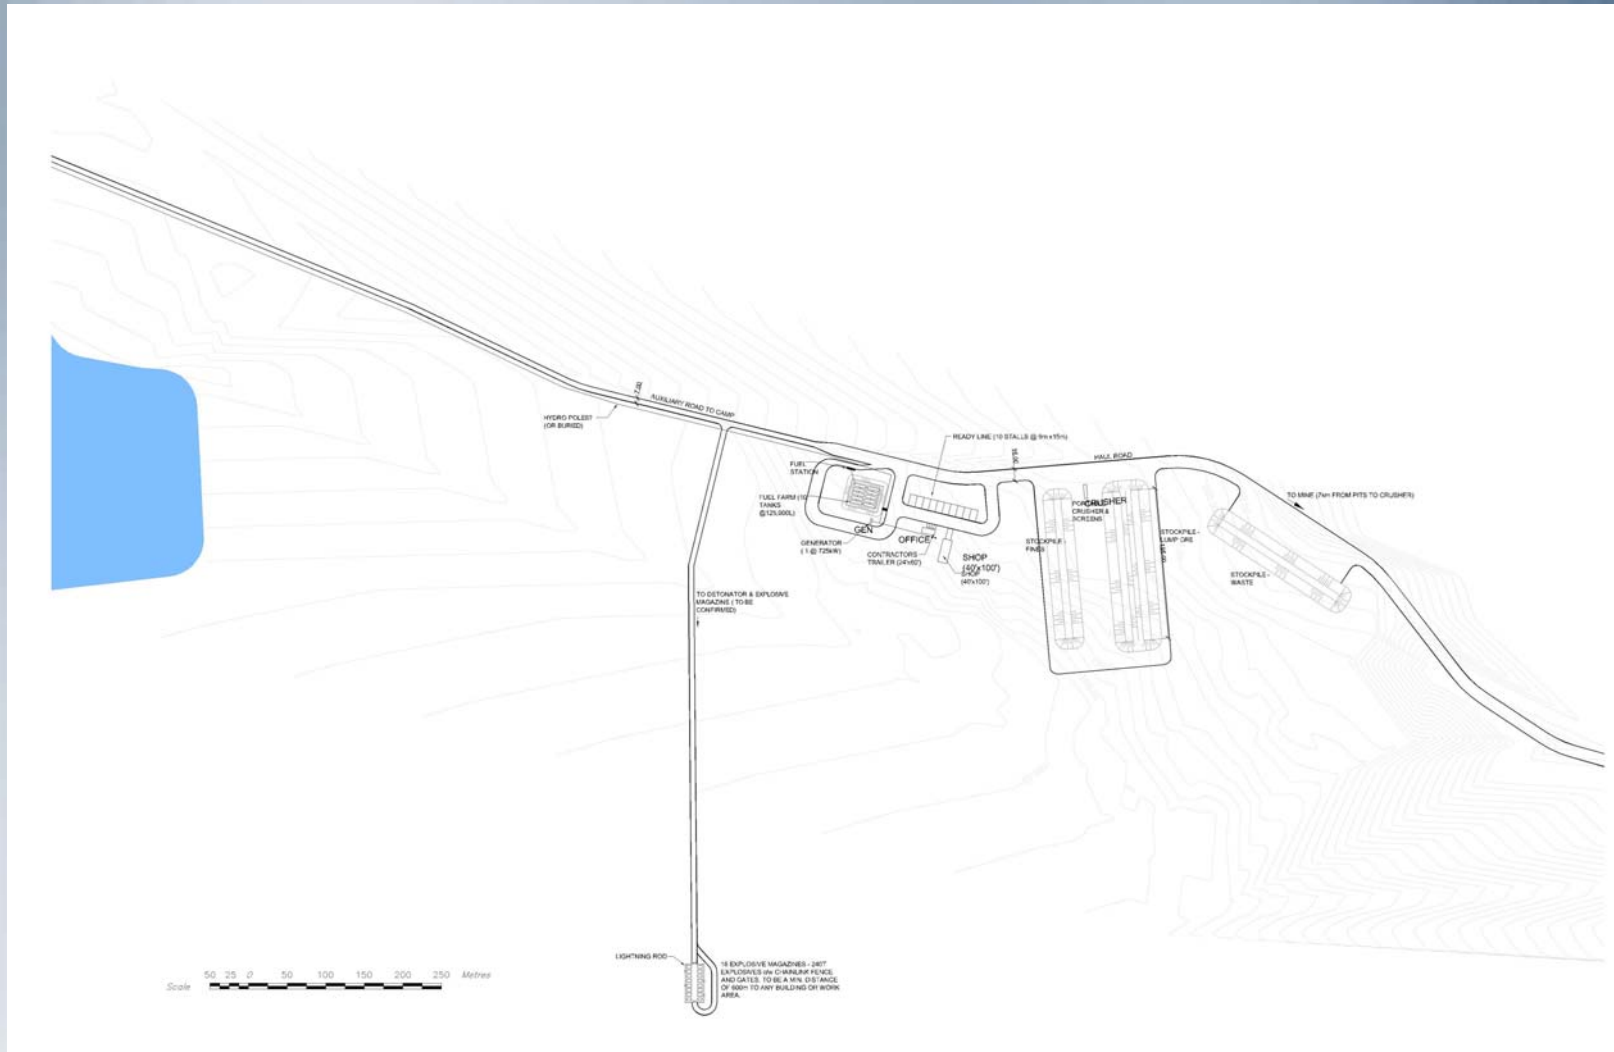 7.00
AUXILIARY ROAD TO CAMP
HYDRO POLES?
(OR BURIED)
READY LINE (10 STALLS @ 9m x 15m)
HAUL ROAD
FUEL
STATION
TO MINE (7km FROM PITS TO CRUSHER)
FUEL FARM (10
TANKS
@125,000L)
CRUSHER
CRUSHER &
SCREENS
GEN
OFFICE
GENERATOR
( 1 @ 725kW)
CONTRACTORS
TRAILER (24'x60')
SHOP
(40'x100')
SHOP
(40'x100')
STOCKPILE -
FINES
STOCKPILE -
LUMP ORE
STOCKPILE -
WASTE
TO DETONATOR & EXPLOSIVE
MAGAZINE ( TO BE
CONFIRMED)
LIGHTNING ROD
EXPLOSIVE MAGAZINES - 240T
EXPLOSIVES CHAINLINK FENCE
AND GATES. TO BE A MIN. DISTANCE
OF 600m TO ANY BUILDING OR WORK
AREA.
50 25 0 50 100 150 200 250 Metres
Scale